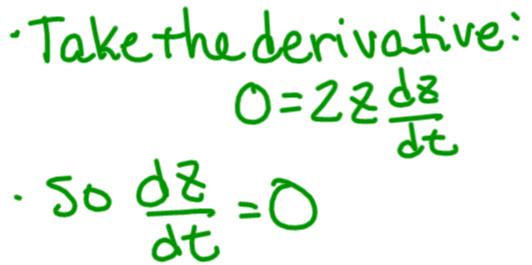 · Take the derivative:
0 = 2z dz/dt
· So dz/dt = 0